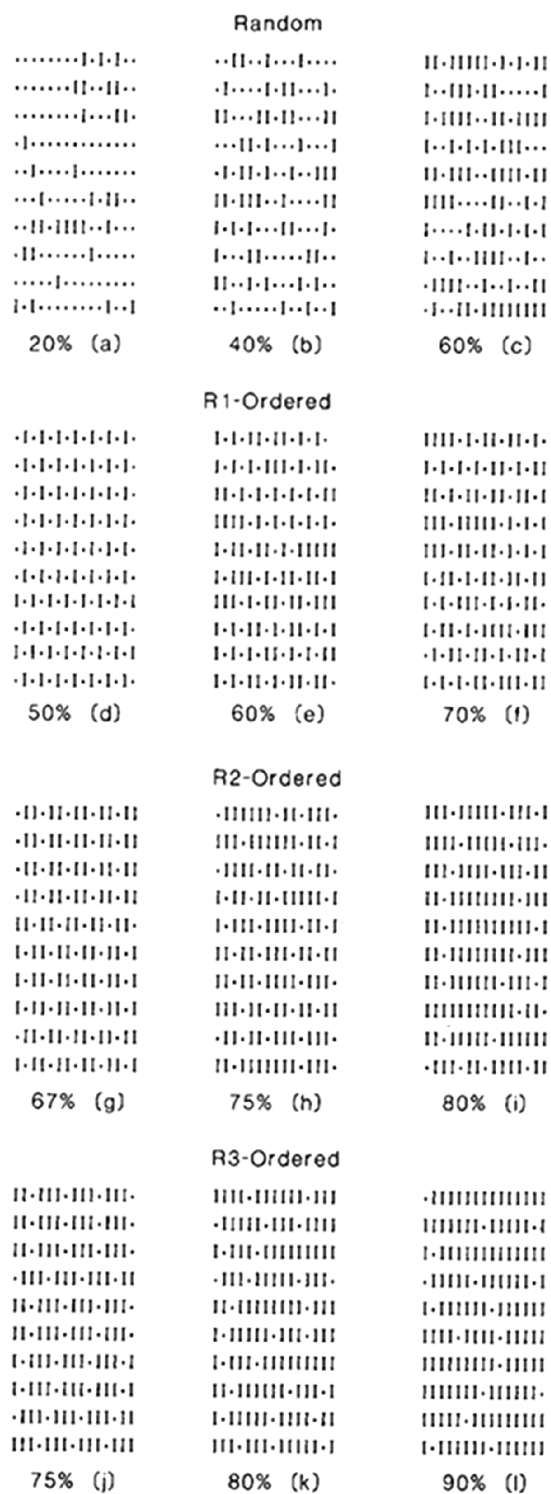 Random
20% (a) 40% (b) 60% (c)
R1-Ordered
50% (d) 60% (e) 70% (f)
R2-Ordered
67% (g) 75% (h) 80% (i)
R3-Ordered
75% (j) 80% (k) 90% (l)